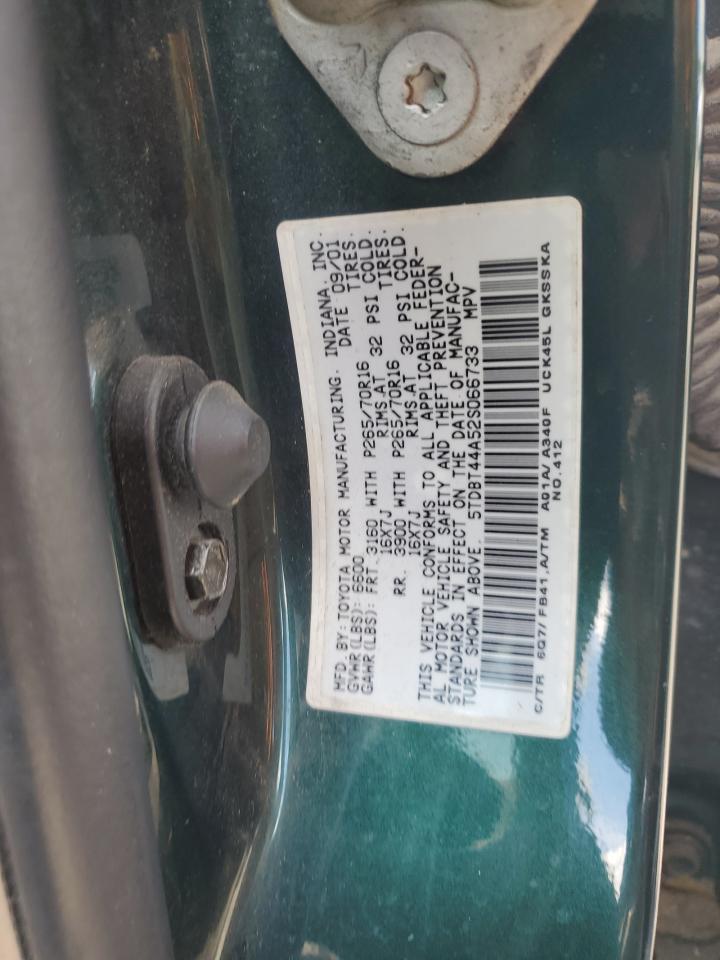 MFD. BY: TOYOTA MOTOR MANUFACTURING. INDIANA. INC.
GVWR(LBS): 6600 DATE 09/01
GAWR(LBS): FRT. 3160 WITH P265/70R16 TIRES.
16X7J RIMS.AT 32 PSI COLD.
RR. 3900 WITH P265/70R16 TIRES.
16X7J RIMS.AT 32 PSI COLD.
THIS VEHICLE CONFORMS TO ALL APPLICABLE FEDER-
AL MOTOR VEHICLE SAFETY AND THEFT PREVENTION
STANDARDS IN EFFECT ON THE DATE OF MANUFAC-
TURE SHOWN ABOVE. 5TDBT44A52S066733 MPV
C/TR 6Q7/ FB41 ,A/TM A01A/ A340F UCK45L GKSSKA
NO.412